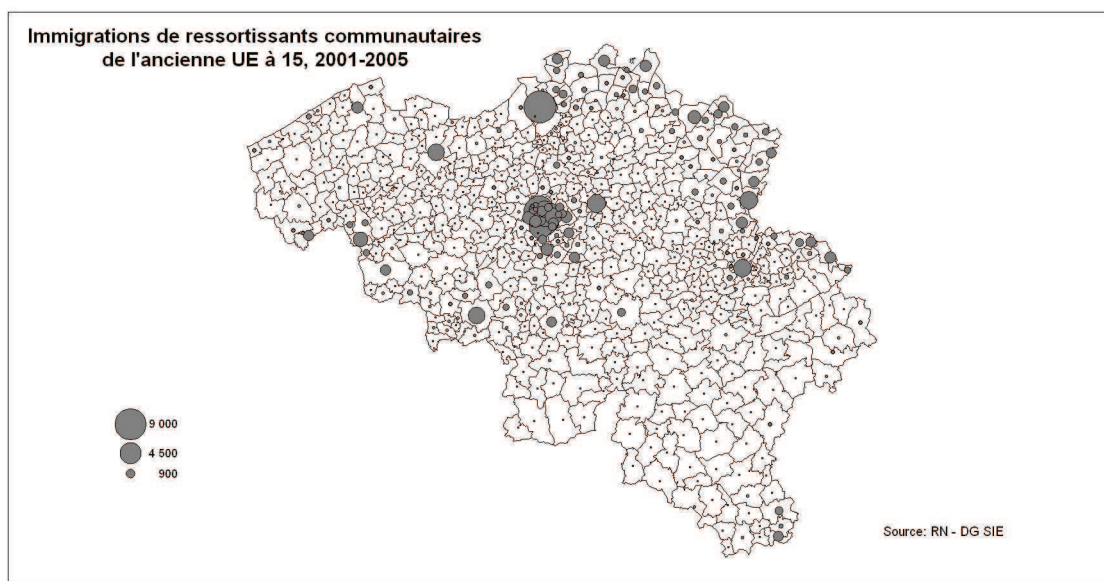 Immigrations de ressortissants communautaires
de l'ancienne UE à 15, 2001-2005
9 000
4 500
900
Source: RN - DG SIE